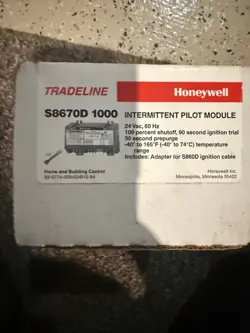 TRADELINE
Honeywell
S8670D 1000
INTERMITTENT PILOT MODULE
24 Vac, 60 Hz
100 percent shutoff, 90 second ignition trial
30 second prepurge
-40° to 165°F (-40° to 74°C) temperature
range
Includes: Adapter for S860D ignition cable
Home and Building Control
Honeywell Inc.
Minneapolis, Minnesota 55422